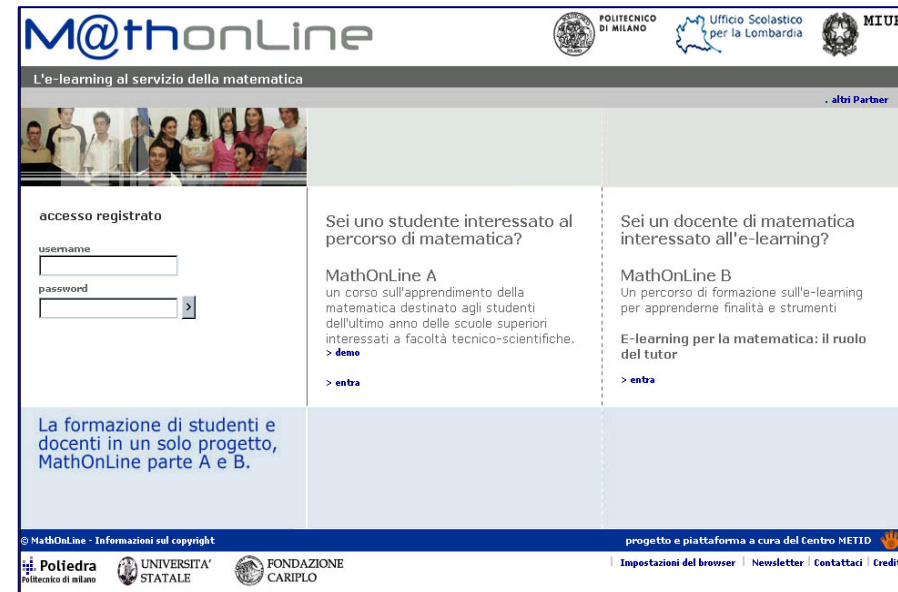 M@thonLine
POLITECNICO
DI MILANO
Ufficio Scolastico
per la Lombardia
L'e-learning al servizio della matematica
. altri Partner
accesso registrato
username
password
>
Sei uno studente interessato al
percorso di matematica?
MathOnLine A
un corso sull'apprendimento della
matematica destinato agli studenti
dell'ultimo anno delle scuole superiori
interessati a facoltà tecnico-scientifiche.
> demo
> entra
Sei un docente di matematica
interessato all'e-learning?
MathOnLine B
Un percorso di formazione sull'e-learning
per apprenderne finalità e strumenti
E-learning per la matematica: il ruolo
del tutor
> entra
La formazione di studenti e
docenti in un solo progetto,
MathOnLine parte A e B.
© MathOnLine - Informazioni sul copyright
progetto e piattaforma a cura del Centro METID
Poliedra
Politecnico di milano
UNIVERSITA'
STATALE
FONDAZIONE
CARIPLO
Impostazioni del browser | Newsletter | Contattaci |